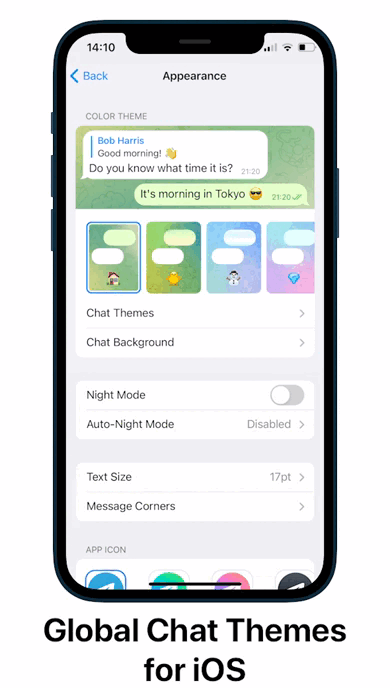 14:10
Back
Appearance
COLOR THEME
Bob Harris
Good morning! 👋
Do you know what time it is? 21:20
It's morning in Tokyo 😎 21:20
Chat Themes
Chat Background
Night Mode
Auto-Night Mode Disabled
Text Size 17pt
Message Corners
APP ICON
Global Chat Themes
for iOS